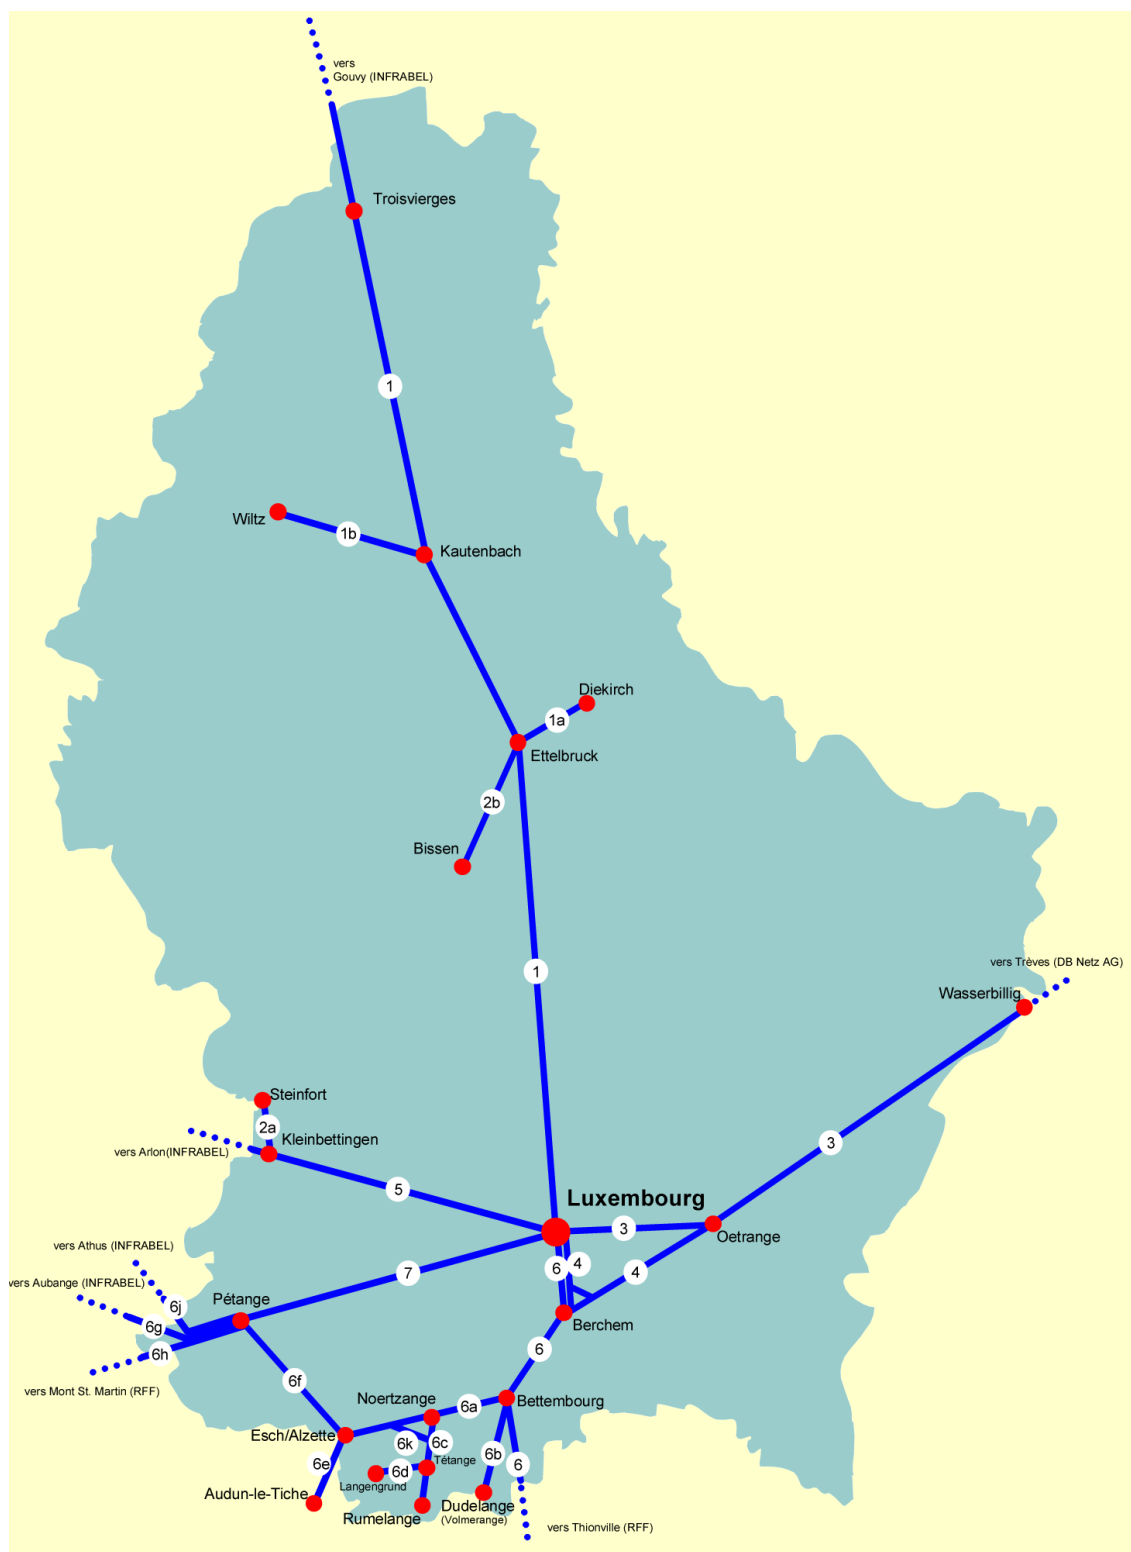 vers
Gouvy (INFRABEL)
Troisvierges
1
Wiltz
1b
Kautenbach
Diekirch
1a
Ettelbruck
2b
Bissen
1
vers Trèves (DB Netz AG)
Wasserbillig
Steinfort
2a
Kleinbettingen
vers Arlon(INFRABEL)
3
5
Luxembourg
3
Oetrange
vers Athus (INFRABEL)
6
4
4
7
vers Aubange (INFRABEL)
Pétange
6j
6g
Berchem
6h
6
vers Mont St. Martin (RFF)
6f
Noertzange
6a
Bettembourg
Esch/Alzette
6k
6c
6b
6
6e
Tétange
6d
Langengrund
Audun-le-Tiche
Rumelange
Dudelange
(Volmerange)
vers Thionville (RFF)